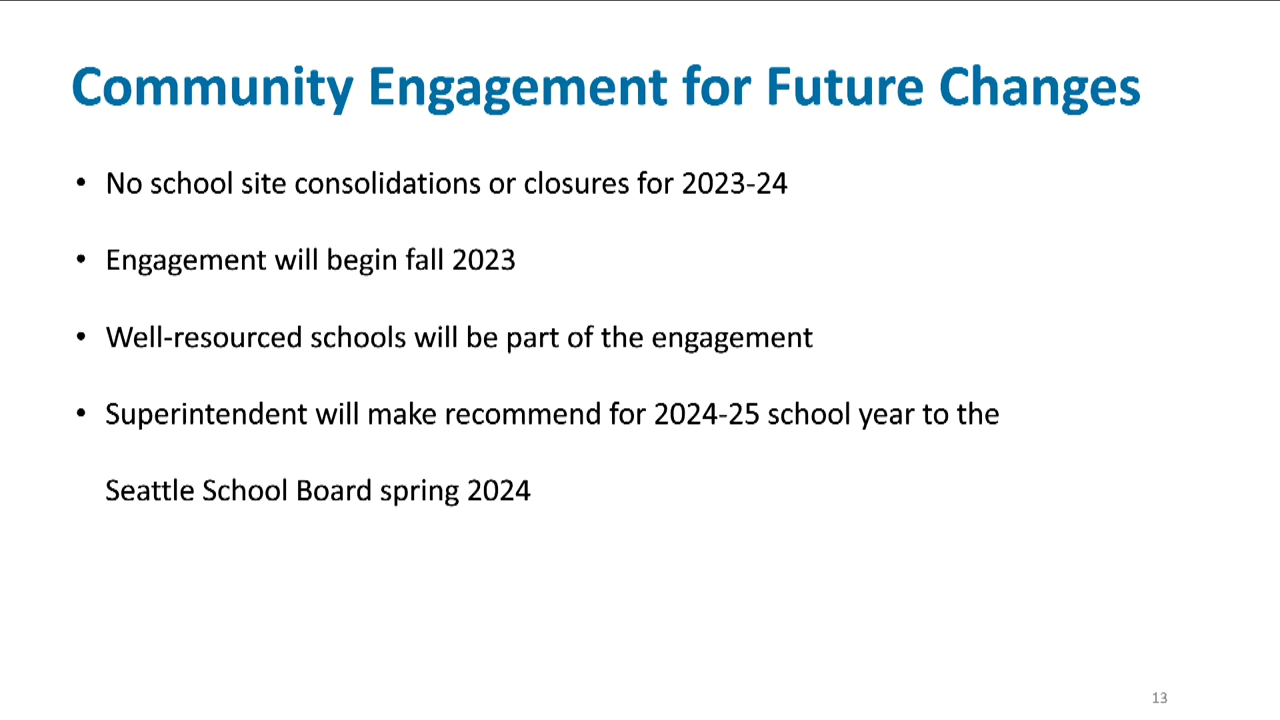 Community Engagement for Future Changes
• No school site consolidations or closures for 2023-24
• Engagement will begin fall 2023
• Well-resourced schools will be part of the engagement
• Superintendent will make recommend for 2024-25 school year to the
Seattle School Board spring 2024
13